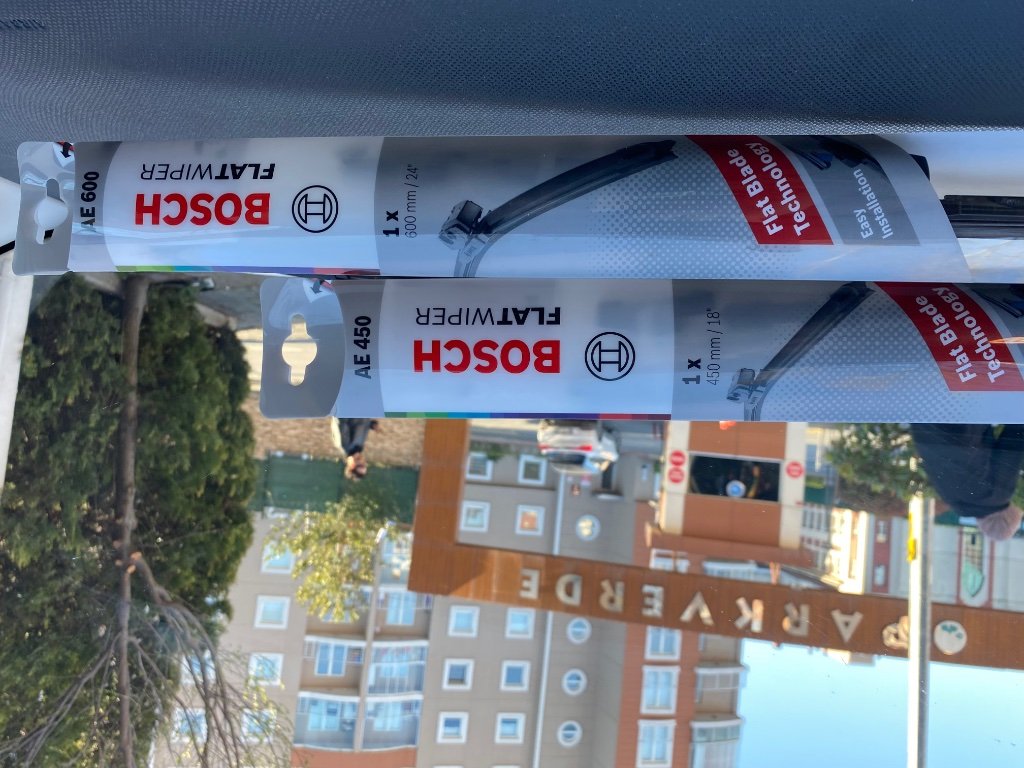 AE 600
BOSCH
FLATWIPER
1 x
600 mm / 24"
Flat Blade
Technology
Easy
Installation
AE 450
BOSCH
FLATWIPER
1 x
450 mm / 18"
Flat Blade
Technology
ARKVERDE